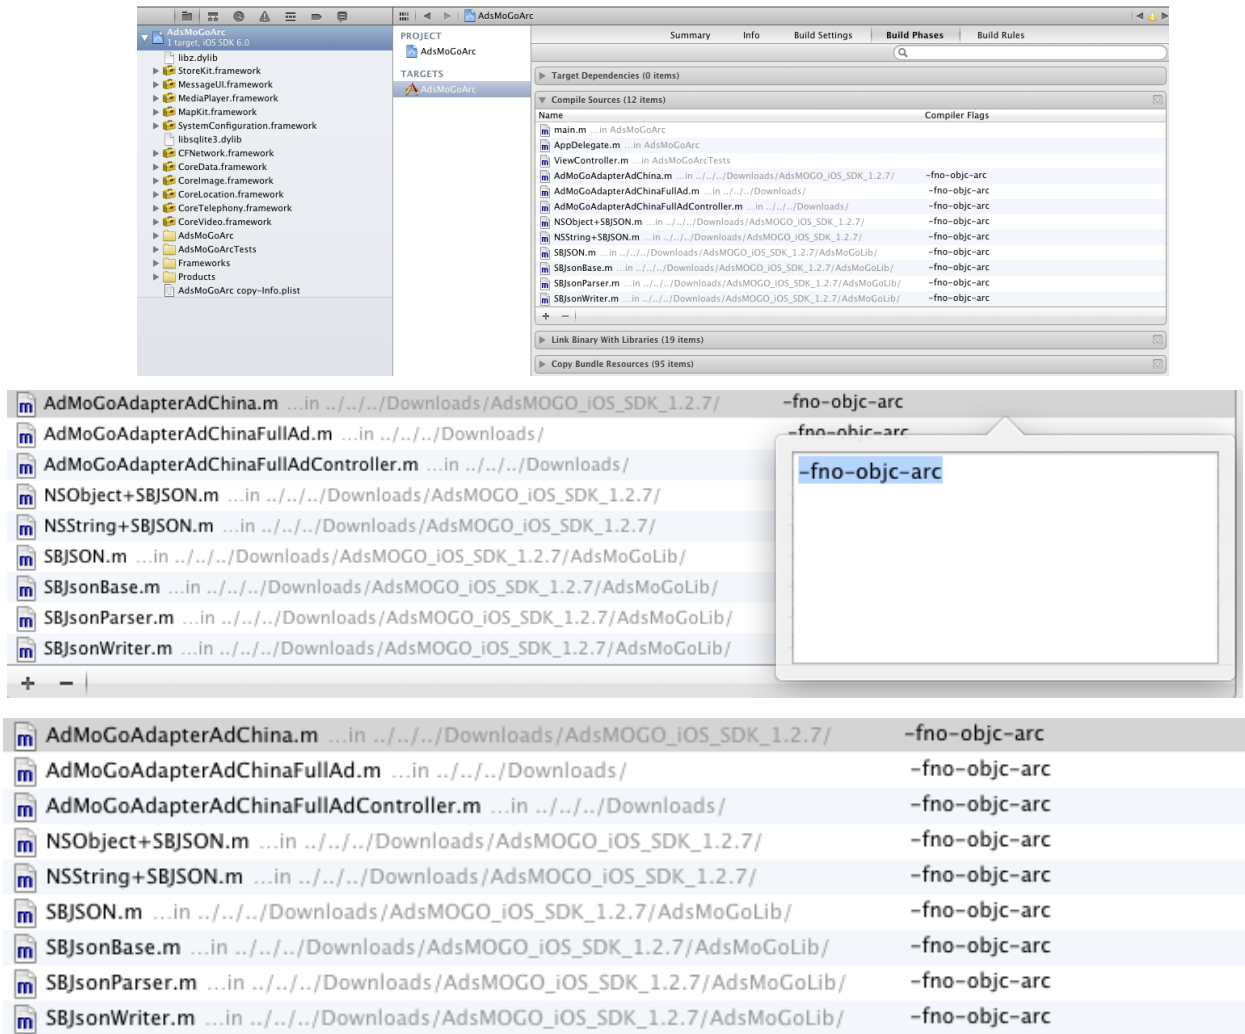 AdsMoGoArc
AdsMoGoArc
1 target, iOS SDK 6.0
libz.dylib
StoreKit.framework
MessageUI.framework
MediaPlayer.framework
MapKit.framework
SystemConfiguration.framework
libsqlite3.dylib
CFNetwork.framework
CoreData.framework
CoreImage.framework
CoreLocation.framework
CoreTelephony.framework
CoreVideo.framework
AdsMoGoArc
AdsMoGoArcTests
Frameworks
Products
AdsMoGoArc copy-Info.plist
PROJECT
AdsMoGoArc
TARGETS
AdsMoGoArc
Summary Info Build Settings Build Phases Build Rules
Target Dependencies (0 items)
Compile Sources (12 items)
Name Compiler Flags
main.m ...in AdsMoGoArc
AppDelegate.m ...in AdsMoGoArc
ViewController.m ...in AdsMoGoArcTests
AdMoGoAdapterAdChina.m ...in ../../../Downloads/AdsMOGO_iOS_SDK_1.2.7/ -fno-objc-arc
AdMoGoAdapterAdChinaFullAd.m ...in ../../../Downloads/ -fno-objc-arc
AdMoGoAdapterAdChinaFullAdController.m ...in ../../../Downloads/ -fno-objc-arc
NSObject+SBJSON.m ...in ../../../Downloads/AdsMOGO_iOS_SDK_1.2.7/ -fno-objc-arc
NSString+SBJSON.m ...in ../../../Downloads/AdsMOGO_iOS_SDK_1.2.7/ -fno-objc-arc
SBJSON.m ...in ../../../Downloads/AdsMOGO_iOS_SDK_1.2.7/AdsMoGoLib/ -fno-objc-arc
SBJsonBase.m ...in ../../../Downloads/AdsMOGO_iOS_SDK_1.2.7/AdsMoGoLib/ -fno-objc-arc
SBJsonParser.m ...in ../../../Downloads/AdsMOGO_iOS_SDK_1.2.7/AdsMoGoLib/ -fno-objc-arc
SBJsonWriter.m ...in ../../../Downloads/AdsMOGO_iOS_SDK_1.2.7/AdsMoGoLib/ -fno-objc-arc
Link Binary With Libraries (19 items)
Copy Bundle Resources (95 items)
AdMoGoAdapterAdChina.m ...in ../../../Downloads/AdsMOGO_iOS_SDK_1.2.7/ -fno-objc-arc
AdMoGoAdapterAdChinaFullAd.m ...in ../../../Downloads/ -fno-objc-arc
AdMoGoAdapterAdChinaFullAdController.m ...in ../../../Downloads/
-fno-objc-arc
NSObject+SBJSON.m ...in ../../../Downloads/AdsMOGO_iOS_SDK_1.2.7/
NSString+SBJSON.m ...in ../../../Downloads/AdsMOGO_iOS_SDK_1.2.7/
SBJSON.m ...in ../../../Downloads/AdsMOGO_iOS_SDK_1.2.7/AdsMoGoLib/
SBJsonBase.m ...in ../../../Downloads/AdsMOGO_iOS_SDK_1.2.7/AdsMoGoLib/
SBJsonParser.m ...in ../../../Downloads/AdsMOGO_iOS_SDK_1.2.7/AdsMoGoLib/
SBJsonWriter.m ...in ../../../Downloads/AdsMOGO_iOS_SDK_1.2.7/AdsMoGoLib/
AdMoGoAdapterAdChina.m ...in ../../../Downloads/AdsMOGO_iOS_SDK_1.2.7/ -fno-objc-arc
AdMoGoAdapterAdChinaFullAd.m ...in ../../../Downloads/ -fno-objc-arc
AdMoGoAdapterAdChinaFullAdController.m ...in ../../../Downloads/ -fno-objc-arc
NSObject+SBJSON.m ...in ../../../Downloads/AdsMOGO_iOS_SDK_1.2.7/ -fno-objc-arc
NSString+SBJSON.m ...in ../../../Downloads/AdsMOGO_iOS_SDK_1.2.7/ -fno-objc-arc
SBJSON.m ...in ../../../Downloads/AdsMOGO_iOS_SDK_1.2.7/AdsMoGoLib/ -fno-objc-arc
SBJsonBase.m ...in ../../../Downloads/AdsMOGO_iOS_SDK_1.2.7/AdsMoGoLib/ -fno-objc-arc
SBJsonParser.m ...in ../../../Downloads/AdsMOGO_iOS_SDK_1.2.7/AdsMoGoLib/ -fno-objc-arc
SBJsonWriter.m ...in ../../../Downloads/AdsMOGO_iOS_SDK_1.2.7/AdsMoGoLib/ -fno-objc-arc